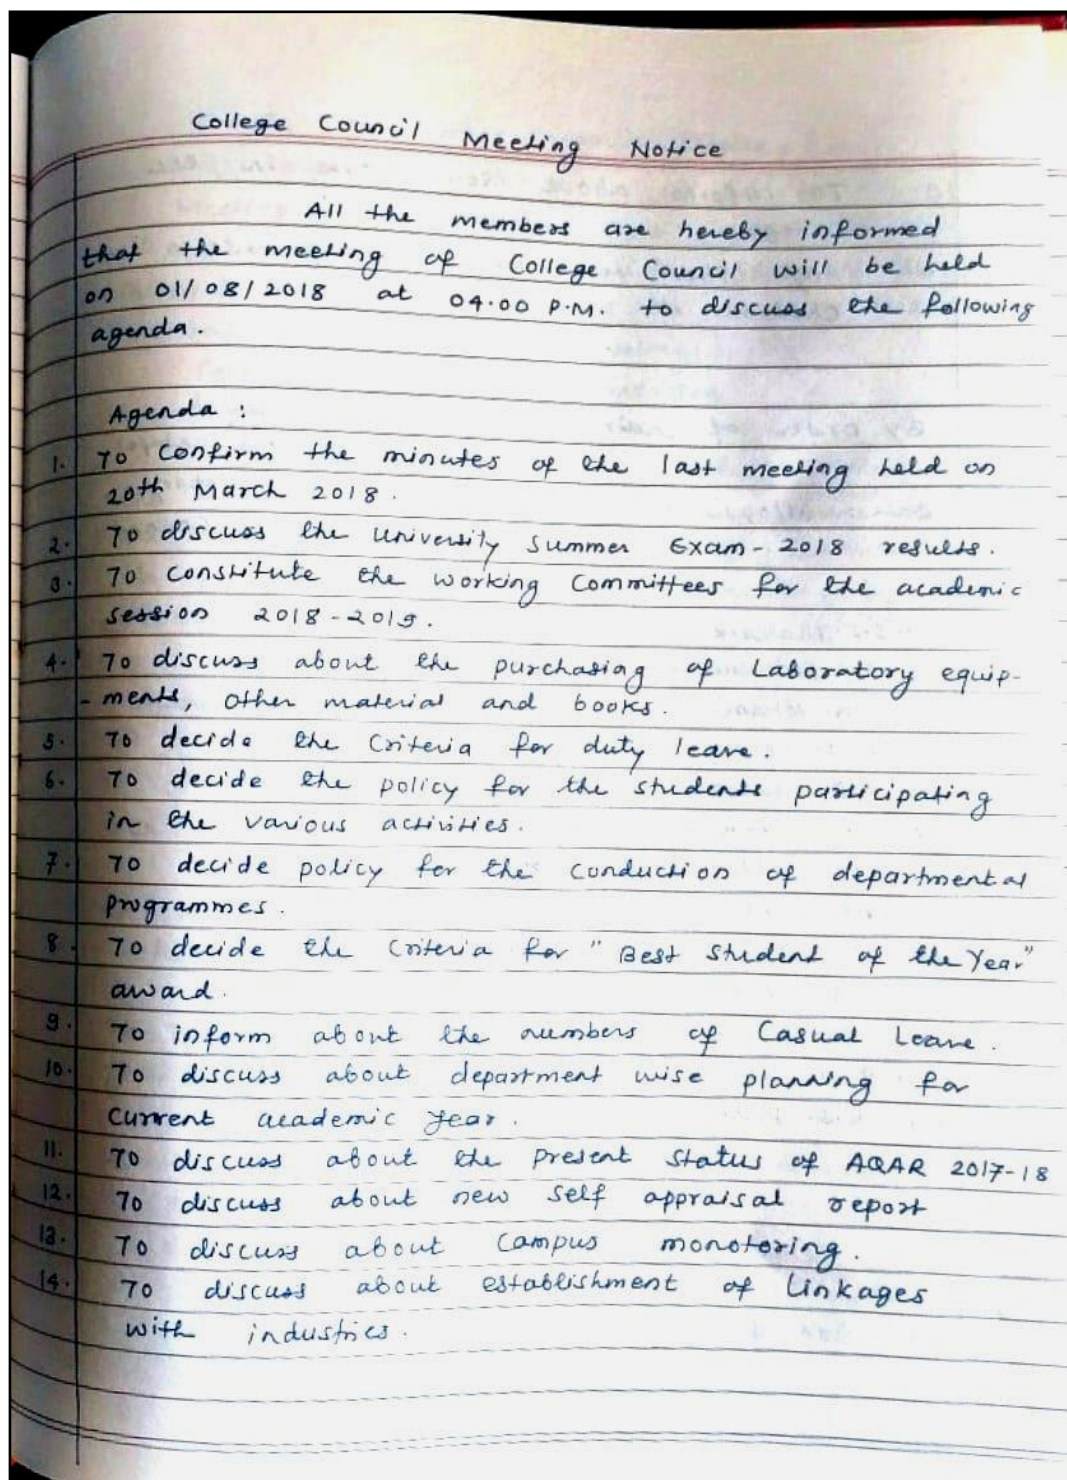 College Council Meeting Notice
All the members are hereby informed
that the meeting of College Council will be held
on 01/08/2018 at 04.00 P.M. to discuss the following
agenda.
Agenda :
1. To confirm the minutes of the last meeting held on
20th March 2018.
2. To discuss the University Summer Exam-2018 results.
3. To constitute the working Committees for the academic
session 2018-2019.
4. To discuss about the purchasing of Laboratory equip-
-ments, other material and books.
5. To decide the Criteria for duty leave.
6. To decide the policy for the students participating
in the various activities.
7. To decide policy for the conduction of departmental
programmes.
8. To decide the Criteria for "Best Student of the Year"
award.
9. To inform about the numbers of Casual Leave.
10. To discuss about department wise planning for
Current academic year.
11. To discuss about the present status of AQAR 2017-18
12. To discuss about new self appraisal report
13. To discuss about campus monotoring.
14. To discuss about establishment of Linkages
with industries.